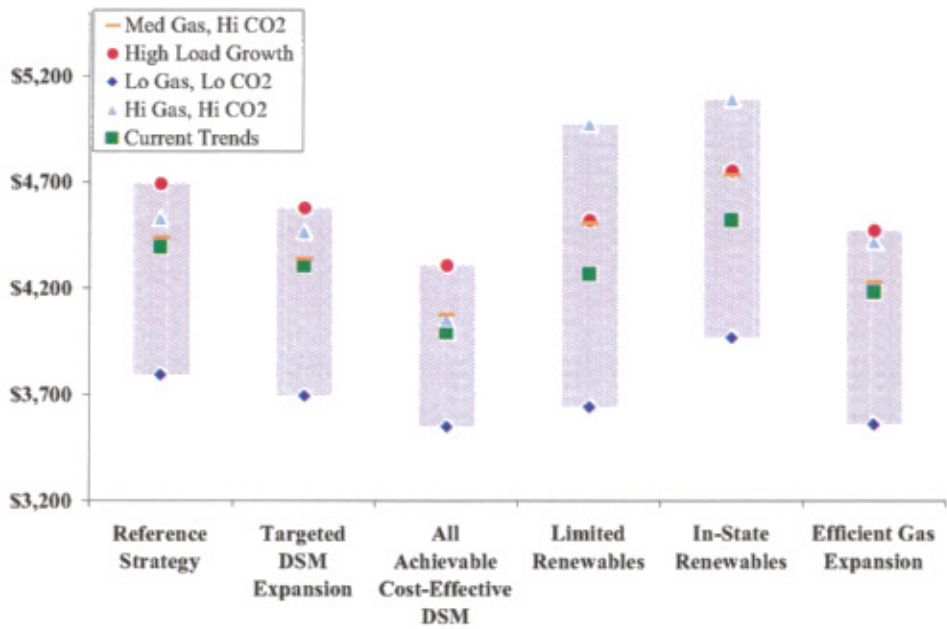 Med Gas, Hi CO2
High Load Growth
Lo Gas, Lo CO2
Hi Gas, Hi CO2
Current Trends
$5,200
$4,700
$4,200
$3,700
$3,200
Reference
Strategy
Targeted
DSM
Expansion
All
Achievable
Cost-Effective
DSM
Limited
Renewables
In-State
Renewables
Efficient Gas
Expansion